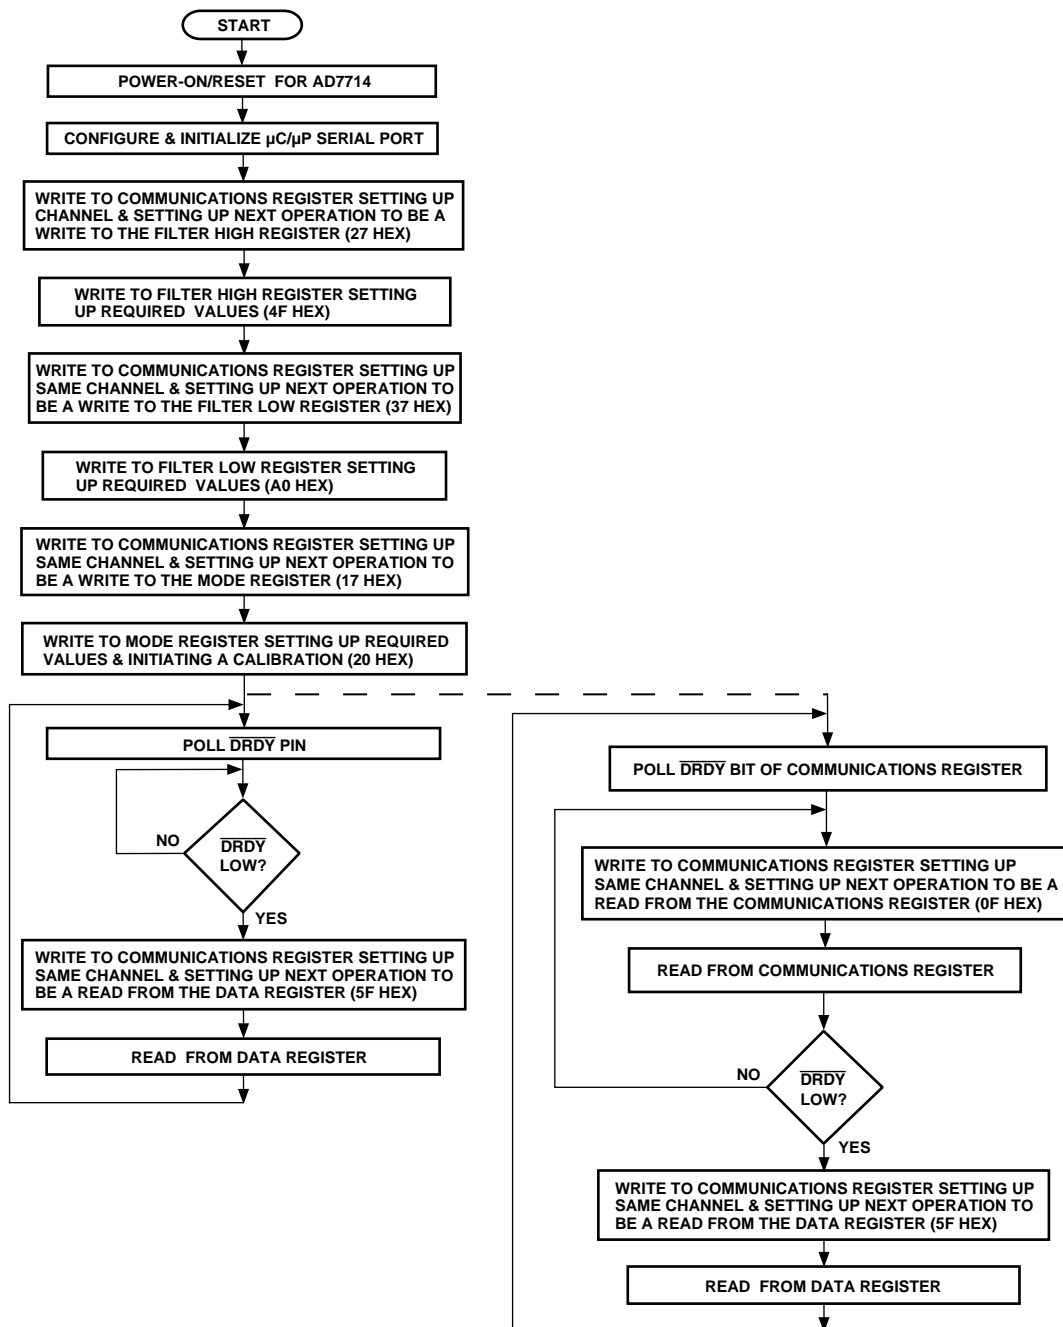 START
POWER-ON/RESET FOR AD7714
CONFIGURE & INITIALIZE µC/µP SERIAL PORT
WRITE TO COMMUNICATIONS REGISTER SETTING UP
CHANNEL & SETTING UP NEXT OPERATION TO BE A
WRITE TO THE FILTER HIGH REGISTER (27 HEX)
WRITE TO FILTER HIGH REGISTER SETTING
UP REQUIRED VALUES (4F HEX)
WRITE TO COMMUNICATIONS REGISTER SETTING UP
SAME CHANNEL & SETTING UP NEXT OPERATION TO
BE A WRITE TO THE FILTER LOW REGISTER (37 HEX)
WRITE TO FILTER LOW REGISTER SETTING
UP REQUIRED VALUES (A0 HEX)
WRITE TO COMMUNICATIONS REGISTER SETTING UP
SAME CHANNEL & SETTING UP NEXT OPERATION TO
BE A WRITE TO THE MODE REGISTER (17 HEX)
WRITE TO MODE REGISTER SETTING UP REQUIRED
VALUES & INITIATING A CALIBRATION (20 HEX)
POLL DRDY PIN
NO
DRDY
LOW?
YES
WRITE TO COMMUNICATIONS REGISTER SETTING UP
SAME CHANNEL & SETTING UP NEXT OPERATION TO
BE A READ FROM THE DATA REGISTER (5F HEX)
READ FROM DATA REGISTER
POLL DRDY BIT OF COMMUNICATIONS REGISTER
WRITE TO COMMUNICATIONS REGISTER SETTING UP
SAME CHANNEL & SETTING UP NEXT OPERATION TO BE A
READ FROM THE COMMUNICATIONS REGISTER (0F HEX)
READ FROM COMMUNICATIONS REGISTER
NO
DRDY
LOW?
YES
WRITE TO COMMUNICATIONS REGISTER SETTING UP
SAME CHANNEL & SETTING UP NEXT OPERATION TO
BE A READ FROM THE DATA REGISTER (5F HEX)
READ FROM DATA REGISTER